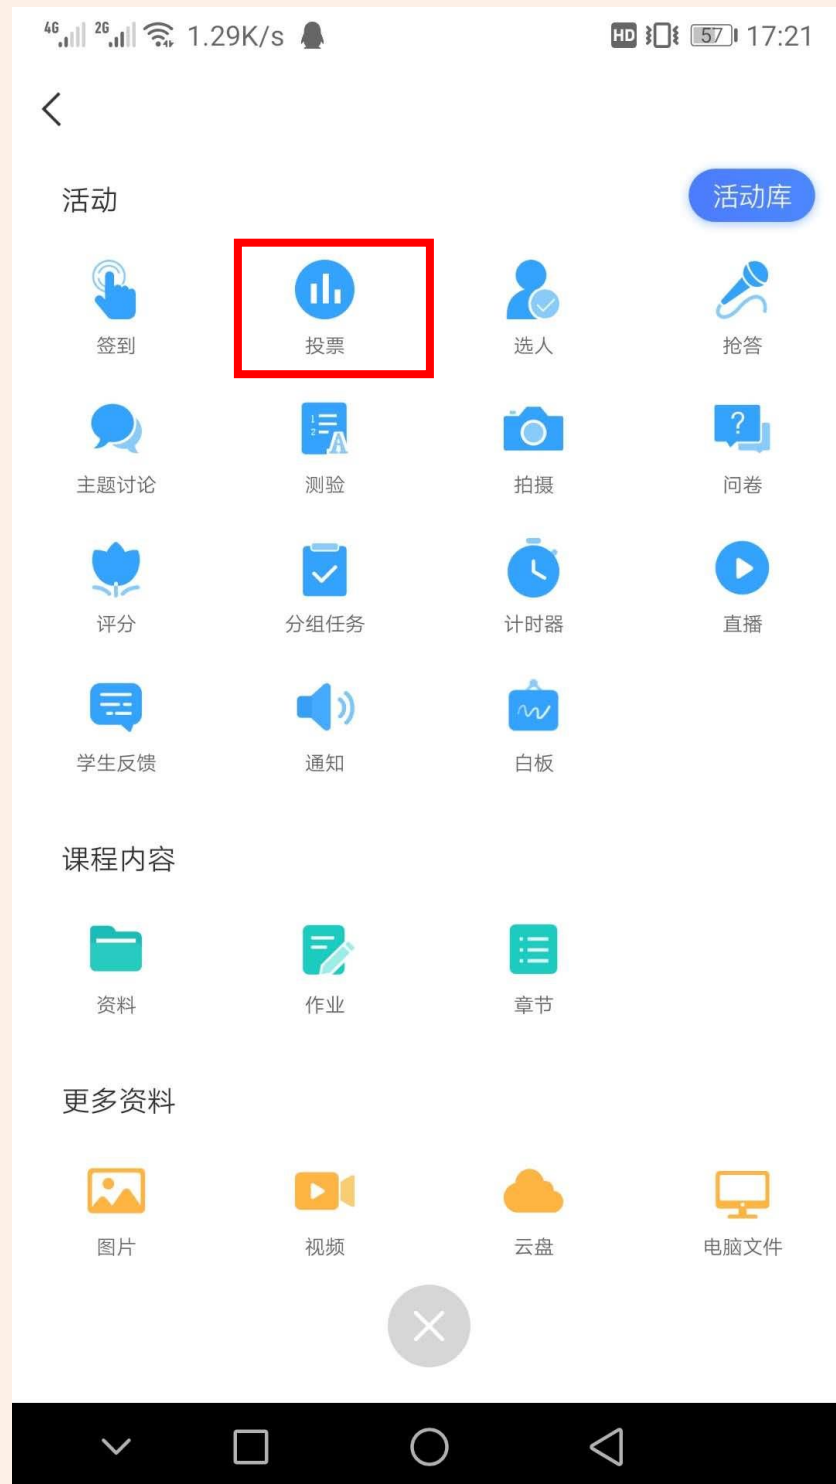 4G 2G 1.29K/s HD 57 17:21
活动 活动库
签到 投票 选人 抢答
主题讨论 测验 拍摄 问卷
评分 分组任务 计时器 直播
学生反馈 通知 白板
课程内容
资料 作业 章节
更多资料
图片 视频 云盘 电脑文件